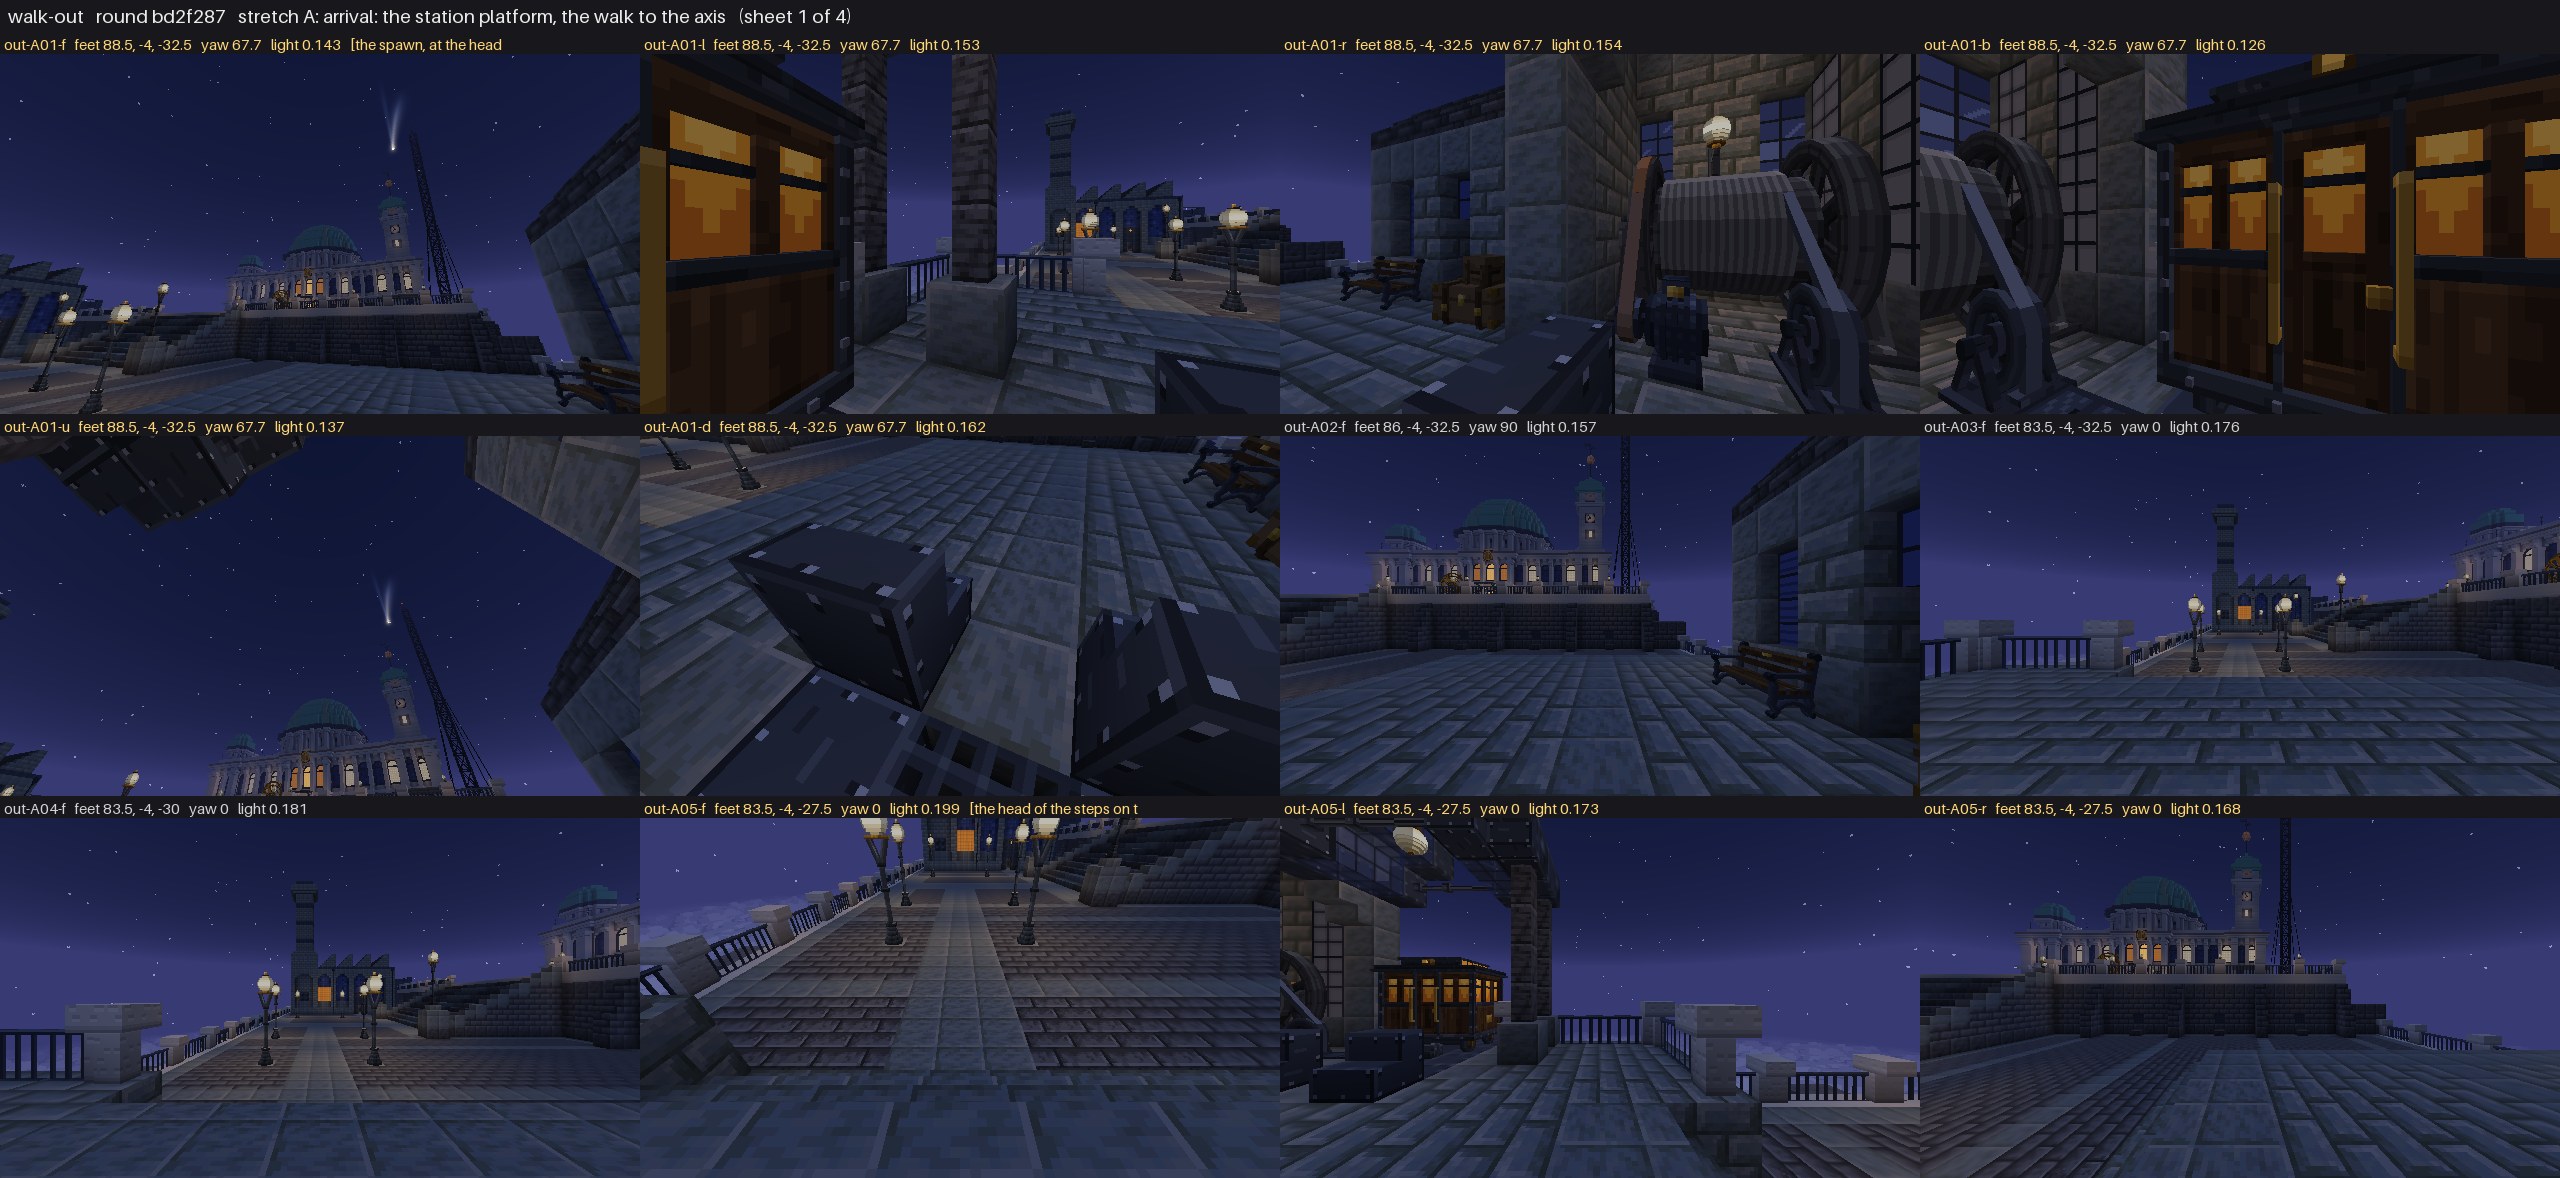 walk-out round bd2f287 stretch A: arrival: the station platform, the walk to the axis (sheet 1 of 4)
out-A01-f feet 88.5, -4, -32.5 yaw 67.7 light 0.143 [the spawn, at the head
out-A01-l feet 88.5, -4, -32.5 yaw 67.7 light 0.153
out-A01-r feet 88.5, -4, -32.5 yaw 67.7 light 0.154
out-A01-b feet 88.5, -4, -32.5 yaw 67.7 light 0.126
out-A01-u feet 88.5, -4, -32.5 yaw 67.7 light 0.137
out-A01-d feet 88.5, -4, -32.5 yaw 67.7 light 0.162
out-A02-f feet 86, -4, -32.5 yaw 90 light 0.157
out-A03-f feet 83.5, -4, -32.5 yaw 0 light 0.176
out-A04-f feet 83.5, -4, -30 yaw 0 light 0.181
out-A05-f feet 83.5, -4, -27.5 yaw 0 light 0.199 [the head of the steps on t
out-A05-l feet 83.5, -4, -27.5 yaw 0 light 0.173
out-A05-r feet 83.5, -4, -27.5 yaw 0 light 0.168